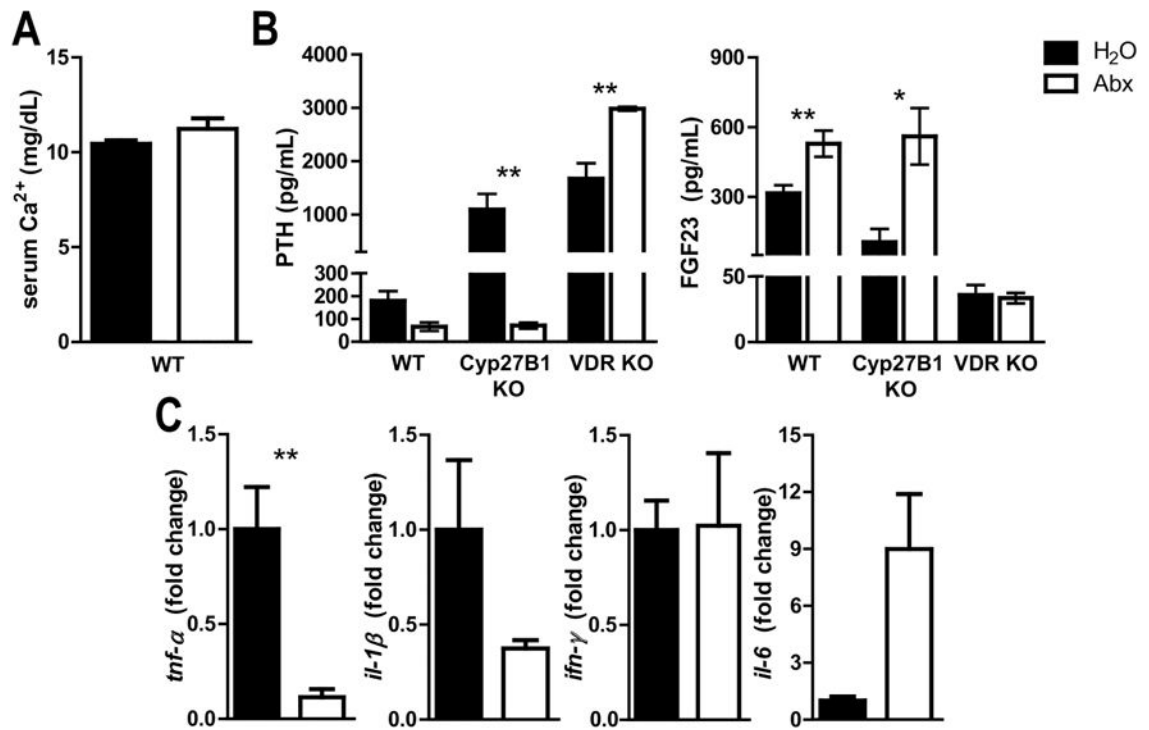 A
serum Ca²⁺ (mg/dL)
15
10
5
0
WT
B
PTH (pg/mL)
4000
3000
2000
1000
300
200
100
0
**
**
WT
Cyp27B1
KO
VDR KO
FGF23 (pg/mL)
900
600
300
50
0
**
*
WT
Cyp27B1
KO
VDR KO
H₂O
Abx
C
tnf-α (fold change)
1.5
1.0
0.5
0.0
**
il-1β (fold change)
1.5
1.0
0.5
0.0
ifn-γ (fold change)
1.5
1.0
0.5
0.0
il-6 (fold change)
15
12
9
6
3
0